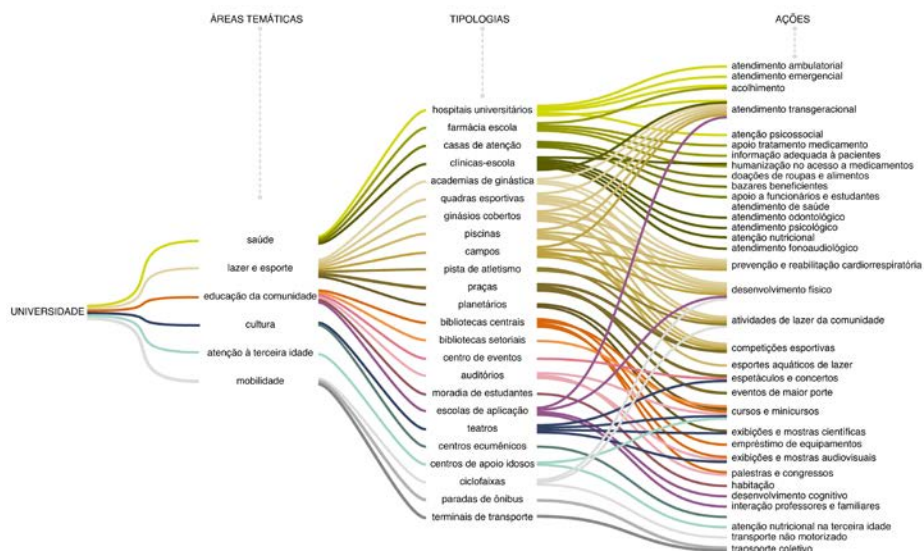 ÁREAS TEMÁTICAS
TIPOLOGIAS
AÇÕES
UNIVERSIDADE
saúde
lazer e esporte
educação da comunidade
cultura
atenção à terceira idade
mobilidade
hospitais universitários
farmácia escola
casas de atenção
clínicas-escola
academias de ginástica
quadras esportivas
ginásios cobertos
piscinas
campos
pista de atletismo
praças
planetários
bibliotecas centrais
bibliotecas setoriais
centro de eventos
auditórios
moradia de estudantes
escolas de aplicação
teatros
centros ecumênicos
centros de apoio idosos
ciclofaixas
paradas de ônibus
terminais de transporte
atendimento ambulatorial
atendimento emergencial
acolhimento
atendimento transgeracional
atenção psicossocial
apoio tratamento medicamento
informação adequada à pacientes
humanização no acesso a medicamentos
doações de roupas e alimentos
bazares beneficientes
apoio a funcionários e estudantes
atendimento de saúde
atendimento odontológico
atendimento psicológico
atenção nutricional
atendimento fonoaudiológico
prevenção e reabilitação cardiorrespiratória
desenvolvimento físico
atividades de lazer da comunidade
competições esportivas
esportes aquáticos de lazer
espetáculos e concertos
eventos de maior porte
cursos e minicursos
exibições e mostras científicas
empréstimo de equipamentos
exibições e mostras audiovisuais
palestras e congressos
habitação
desenvolvimento cognitivo
interação professores e familiares
atenção nutricional na terceira idade
transporte não motorizado
transporte coletivo